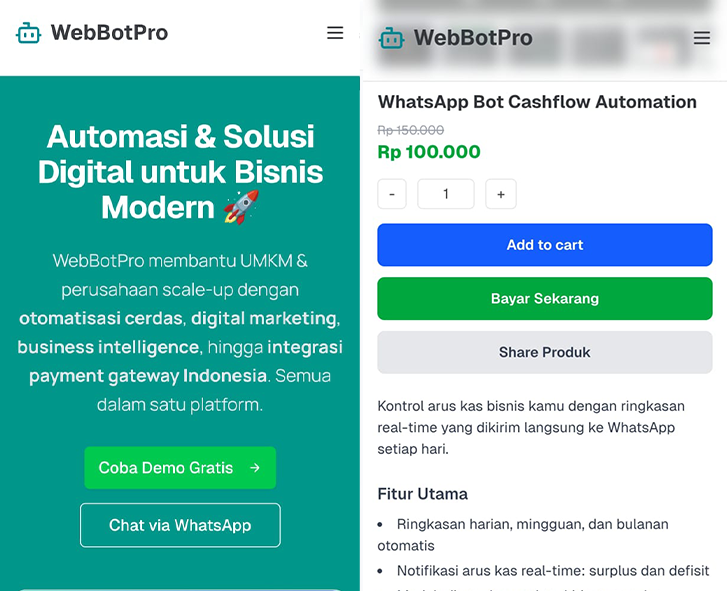 WebBotPro
Automasi & Solusi
Digital untuk Bisnis
Modern 🚀
WebBotPro membantu UMKM &
perusahaan scale-up dengan
otomatisasi cerdas, digital marketing,
business intelligence, hingga integrasi
payment gateway Indonesia. Semua
dalam satu platform.
Coba Demo Gratis →
Chat via WhatsApp
WebBotPro
WhatsApp Bot Cashflow Automation
Rp 150.000
Rp 100.000
- 1 +
Add to cart
Bayar Sekarang
Share Produk
Kontrol arus kas bisnis kamu dengan ringkasan
real-time yang dikirim langsung ke WhatsApp
setiap hari.
Fitur Utama
• Ringkasan harian, mingguan, dan bulanan
otomatis
• Notifikasi arus kas real-time: surplus dan defisit